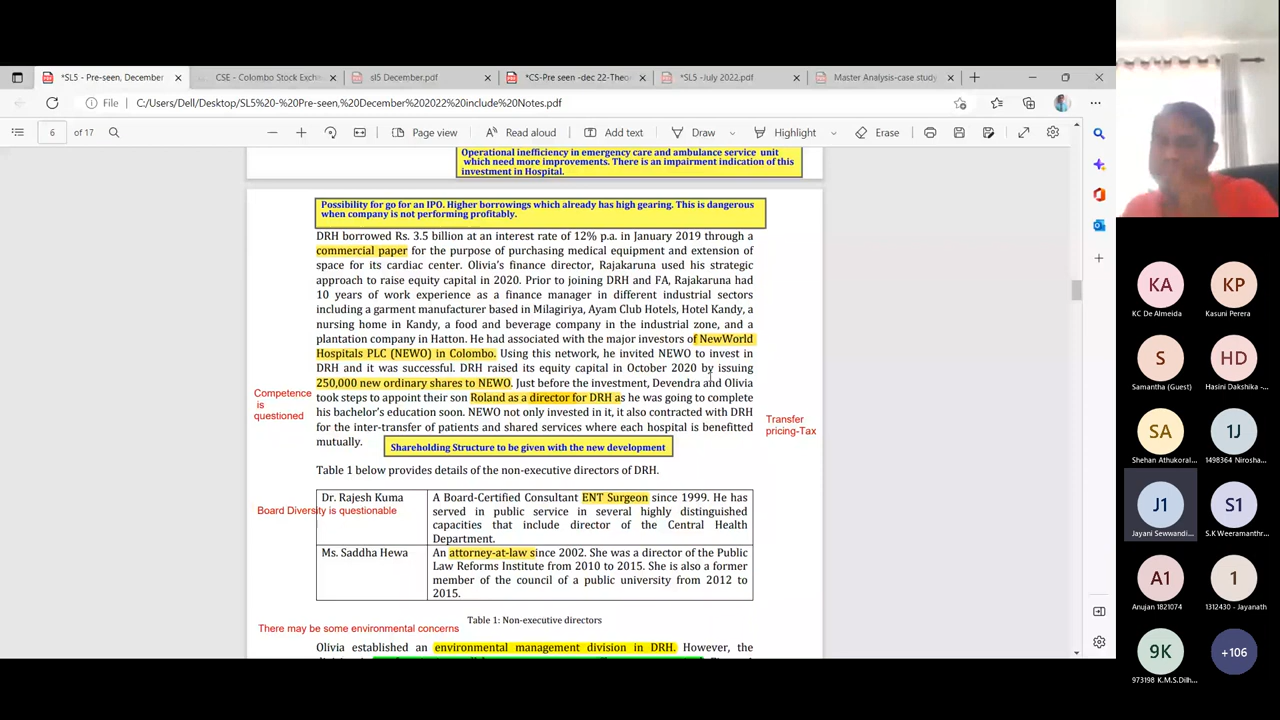 *SL5 - Pre-seen, December
CSE - Colombo Stock Exch
sl5 December.pdf
*CS-Pre seen -dec 22-Theo
*SL5 -July 2022.pdf
Master Analysis-case study
File
C:/Users/Dell/Desktop/SL5%20-%20Pre-seen,%20December%202022%20include%20Notes.pdf
6 of 17
Page view
Read aloud
Add text
Draw
Highlight
Erase
Operational inefficiency in emergency care and ambulance service unit
which need more improvements. There is an impairment indication of this
investment in Hospital.
Possibility for go for an IPO. Higher borrowings which already has high gearing. This is dangerous
when company is not performing profitably.
DRH borrowed Rs. 3.5 billion at an interest rate of 12% p.a. in January 2019 through a
commercial paper for the purpose of purchasing medical equipment and extension of
space for its cardiac center. Olivia's finance director, Rajakaruna used his strategic
approach to raise equity capital in 2020. Prior to joining DRH and FA, Rajakaruna had
10 years of work experience as a finance manager in different industrial sectors
including a garment manufacturer based in Milagiriya, Ayam Club Hotels, Hotel Kandy, a
nursing home in Kandy, a food and beverage company in the industrial zone, and a
plantation company in Hatton. He had associated with the major investors of NewWorld
Hospitals PLC (NEWO) in Colombo. Using this network, he invited NEWO to invest in
DRH and it was successful. DRH raised its equity capital in October 2020 by issuing
250,000 new ordinary shares to NEWO. Just before the investment, Devendra and Olivia
took steps to appoint their son Roland as a director for DRH as he was going to complete
his bachelor's education soon. NEWO not only invested in it, it also contracted with DRH
for the inter-transfer of patients and shared services where each hospital is benefitted
mutually.
Competence
is
questioned
Transfer
pricing-Tax
Shareholding Structure to be given with the new development
Table 1 below provides details of the non-executive directors of DRH.
Dr. Rajesh Kuma
A Board-Certified Consultant ENT Surgeon since 1999. He has
served in public service in several highly distinguished
capacities that include director of the Central Health
Department.
Board Diversity is questionable
Ms. Saddha Hewa
An attorney-at-law since 2002. She was a director of the Public
Law Reforms Institute from 2010 to 2015. She is also a former
member of the council of a public university from 2012 to
2015.
Table 1: Non-executive directors
There may be some environmental concerns
Olivia established an environmental management division in DRH. However, the
KA
KC De Almeida
KP
Kasuni Perera
S
Samantha (Guest)
HD
Hasini Dakshika -...
SA
Shehan Athukoral...
1J
1498364 Nirosha...
J1
Jayani Sewwandi...
S1
S.K Weeramanthr...
A1
Anujan 1821074
1
1312430 - Jayanath
9K
973198 K.M.S.Dilh...
+106